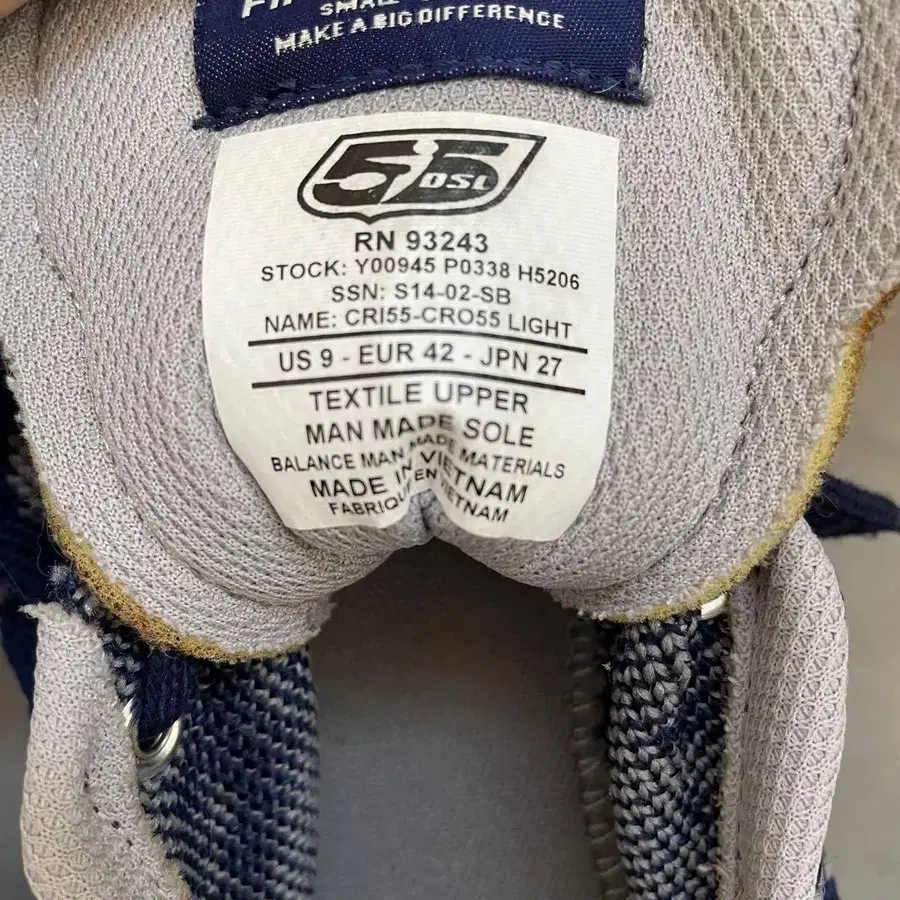 SMALL
MAKE A BIG DIFFERENCE
55 DSL
RN 93243
STOCK: Y00945 P0338 H5206
SSN: S14-02-SB
NAME: CRI55-CRO55 LIGHT
US 9 - EUR 42 - JPN 27
TEXTILE UPPER
MAN MADE SOLE
BALANCE MAN MADE MATERIALS
MADE IN VIETNAM
FABRIQUE EN VIETNAM